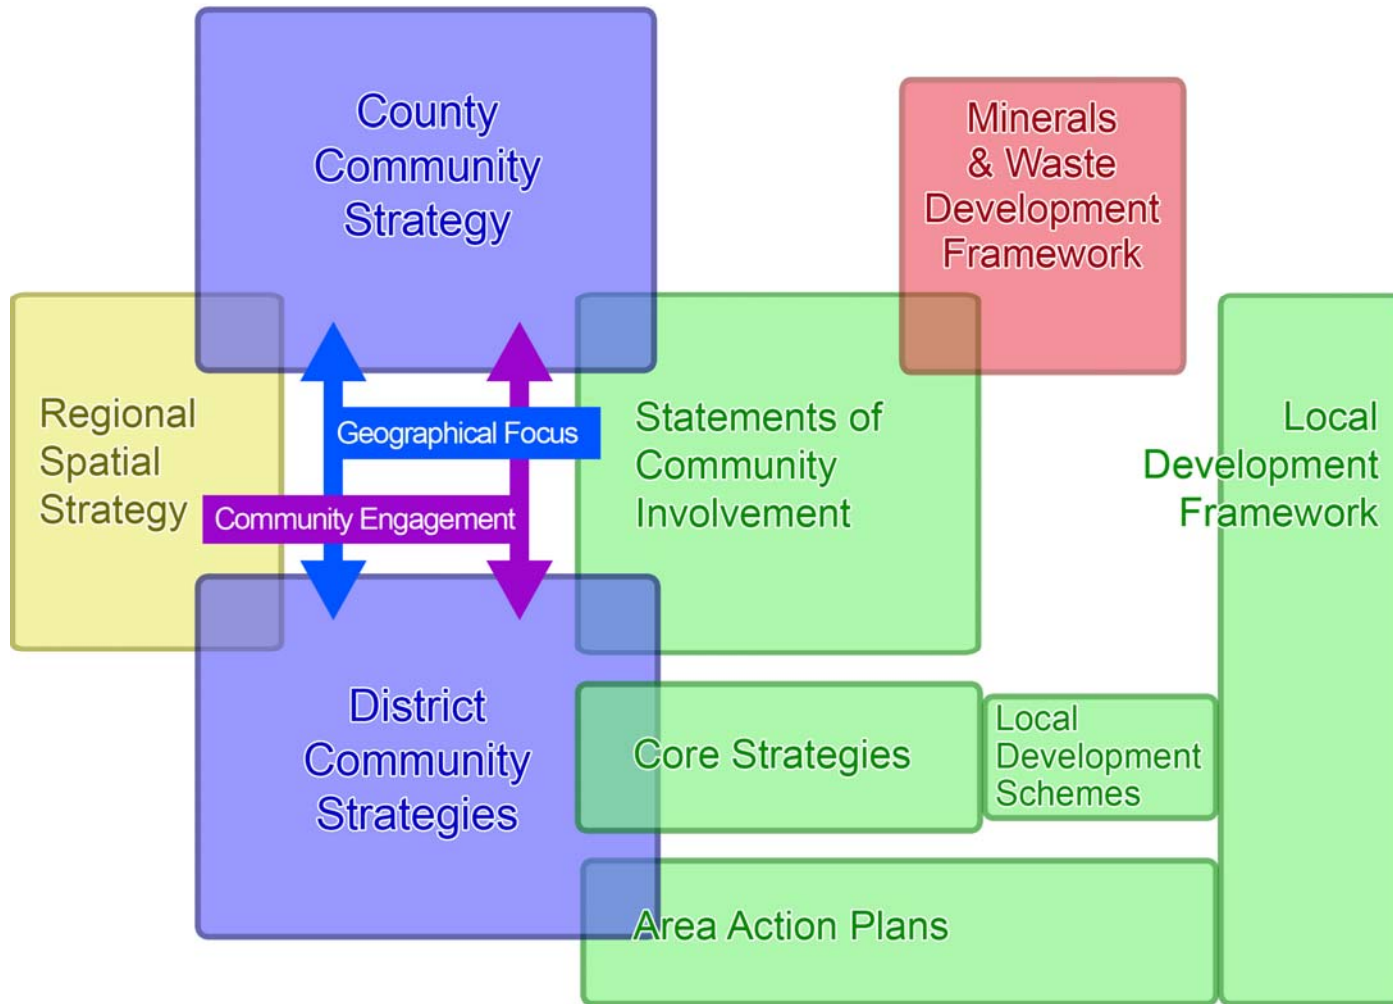 County
Community
Strategy
Minerals
& Waste
Development
Framework
Regional
Spatial
Strategy
Geographical Focus
Community Engagement
Statements of
Community
Involvement
Local
Development
Framework
District
Community
Strategies
Core Strategies
Local
Development
Schemes
Area Action Plans